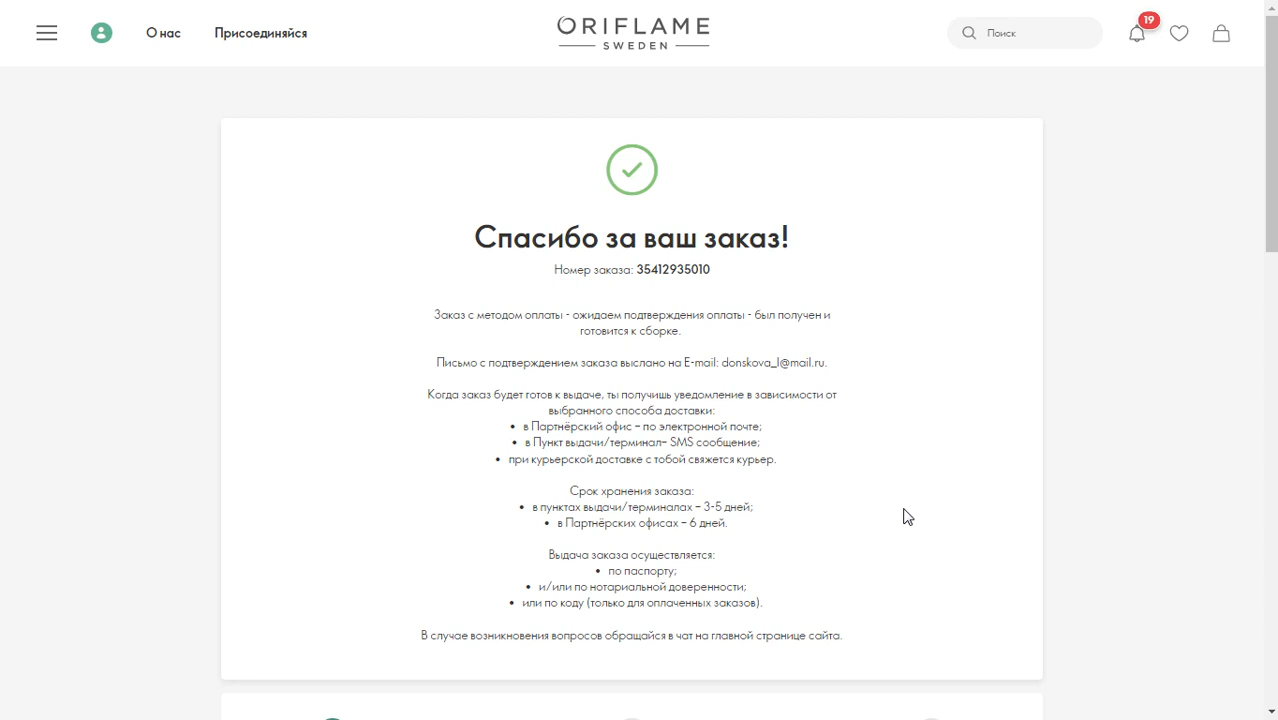 О нас
Присоединяйся
ORIFLAME
SWEDEN
Поиск
19
Спасибо за ваш заказ!
Номер заказа: 35412935010
Заказ с методом оплаты - ожидаем подтверждения оплаты - был получен и
готовится к сборке.
Письмо с подтверждением заказа выслано на E-mail: donskova_l@mail.ru.
Когда заказ будет готов к выдаче, ты получишь уведомление в зависимости от
выбранного способа доставки:
• в Партнёрский офис – по электронной почте;
• в Пункт выдачи/терминал– SMS сообщение;
• при курьерской доставке с тобой свяжется курьер.
Срок хранения заказа:
• в пунктах выдачи/терминалах – 3-5 дней;
• в Партнёрских офисах – 6 дней.
Выдача заказа осуществляется:
• по паспорту;
• и/или по нотариальной доверенности;
• или по коду (только для оплаченных заказов).
В случае возникновения вопросов обращайся в чат на главной странице сайта.